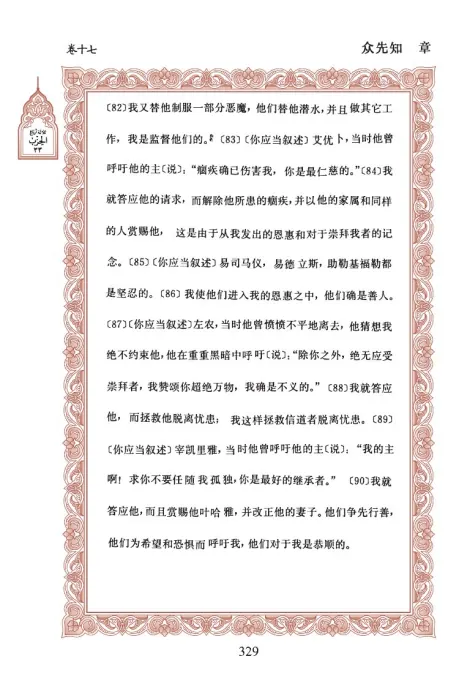 卷十七
众先知 章
الحزب
٣٣
〔82〕我又替他制服一部分恶魔，他们替他潜水，并且做其它工
作，我是监督他们的。〔83〕〔你应当叙述〕艾优卜，当时他曾
呼吁他的主〔说〕：“痼疾确已伤害我，你是最仁慈的。”〔84〕我
就答应他的请求，而解除他所患的痼疾，并以他的家属和同样
的人赏赐他， 这是由于从我发出的恩惠和对于崇拜我者的记
念。〔85〕〔你应当叙述〕易司马仪，易德立斯，助勒基福勒都
是坚忍的。〔86〕我使他们进入我的恩惠之中，他们确是善人。
〔87〕〔你应当叙述〕左农，当时他曾愤愤不平地离去，他猜想我
绝不约束他，他在重重黑暗中呼吁〔说〕：“除你之外，绝无应受
崇拜者，我赞颂你超绝万物，我确是不义的。”〔88〕我就答应
他，而拯救他脱离忧患；我这样拯救信道者脱离忧患。〔89〕
〔你应当叙述〕宰凯里雅，当时他曾呼吁他的主〔说〕：“我的主
啊！求你不要任随我孤独，你是最好的继承者。”〔90〕我就
答应他，而且赏赐他叶哈雅，并改正他的妻子。他们争先行善，
他们为希望和恐惧而呼吁我，他们对于我是恭顺的。
329